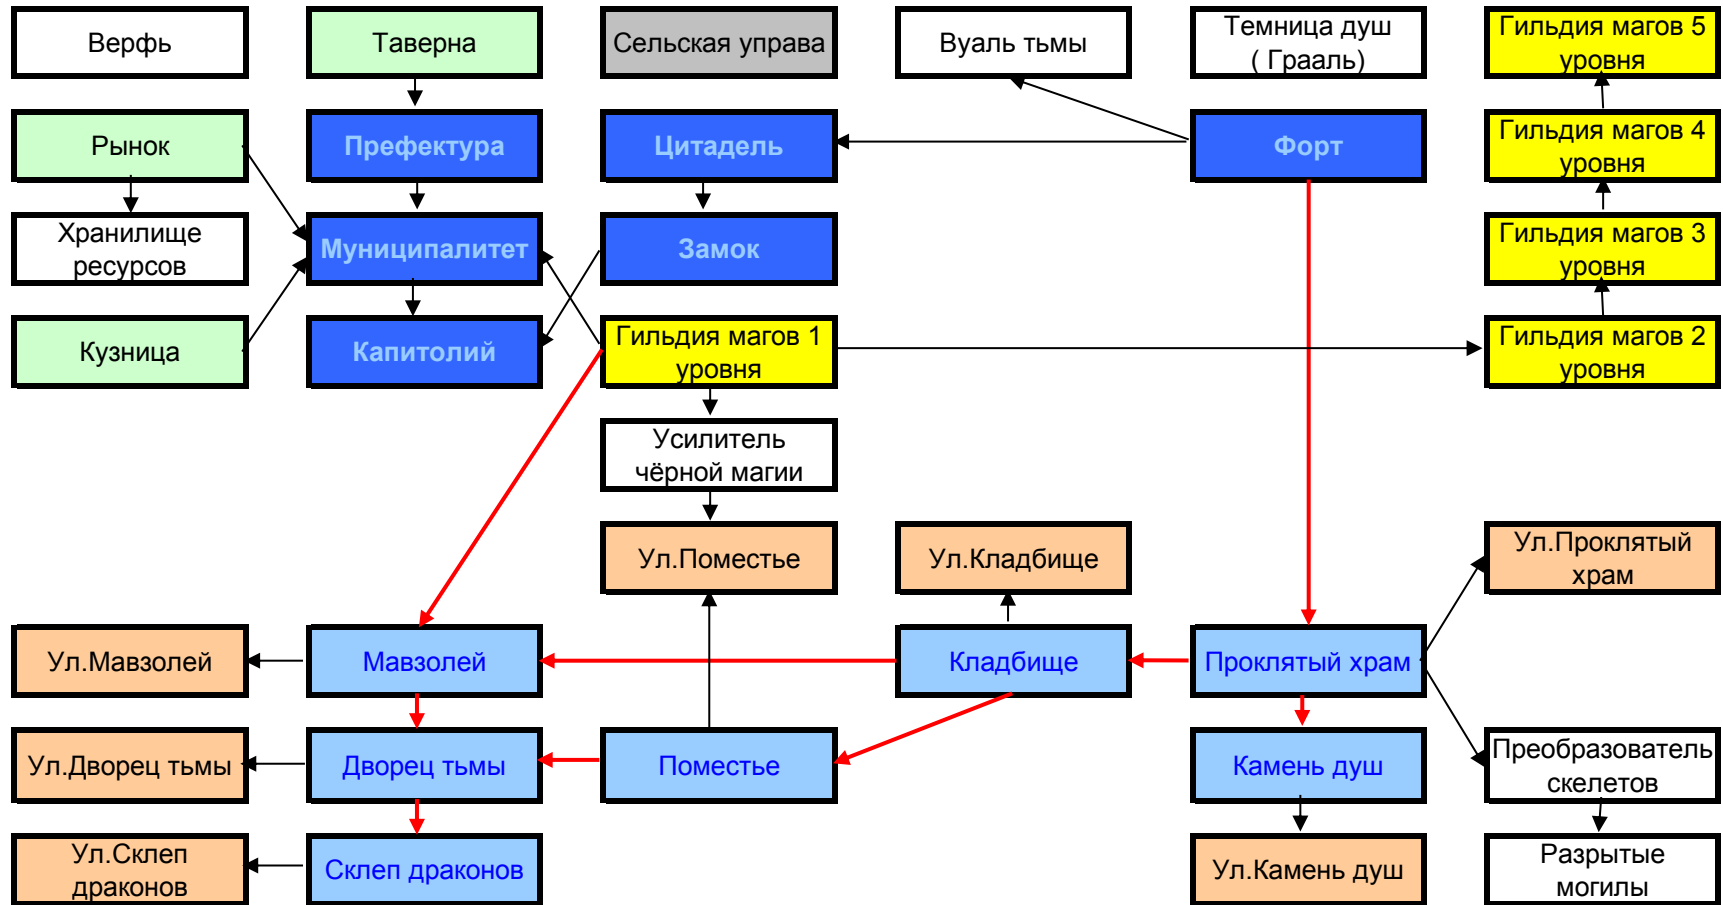 Верфь
Таверна
Сельская управа
Вуаль тьмы
Темница душ
( Грааль)
Гильдия магов 5
уровня
Рынок
Префектура
Цитадель
Форт
Гильдия магов 4
уровня
Хранилище
ресурсов
Муниципалитет
Замок
Гильдия магов 3
уровня
Кузница
Капитолий
Гильдия магов 1
уровня
Гильдия магов 2
уровня
Усилитель
чёрной магии
Ул.Поместье
Ул.Кладбище
Ул.Проклятый
храм
Ул.Мавзолей
Мавзолей
Кладбище
Проклятый храм
Ул.Дворец тьмы
Дворец тьмы
Поместье
Камень душ
Преобразователь
скелетов
Ул.Склеп
драконов
Склеп драконов
Ул.Камень душ
Разрытые
могилы